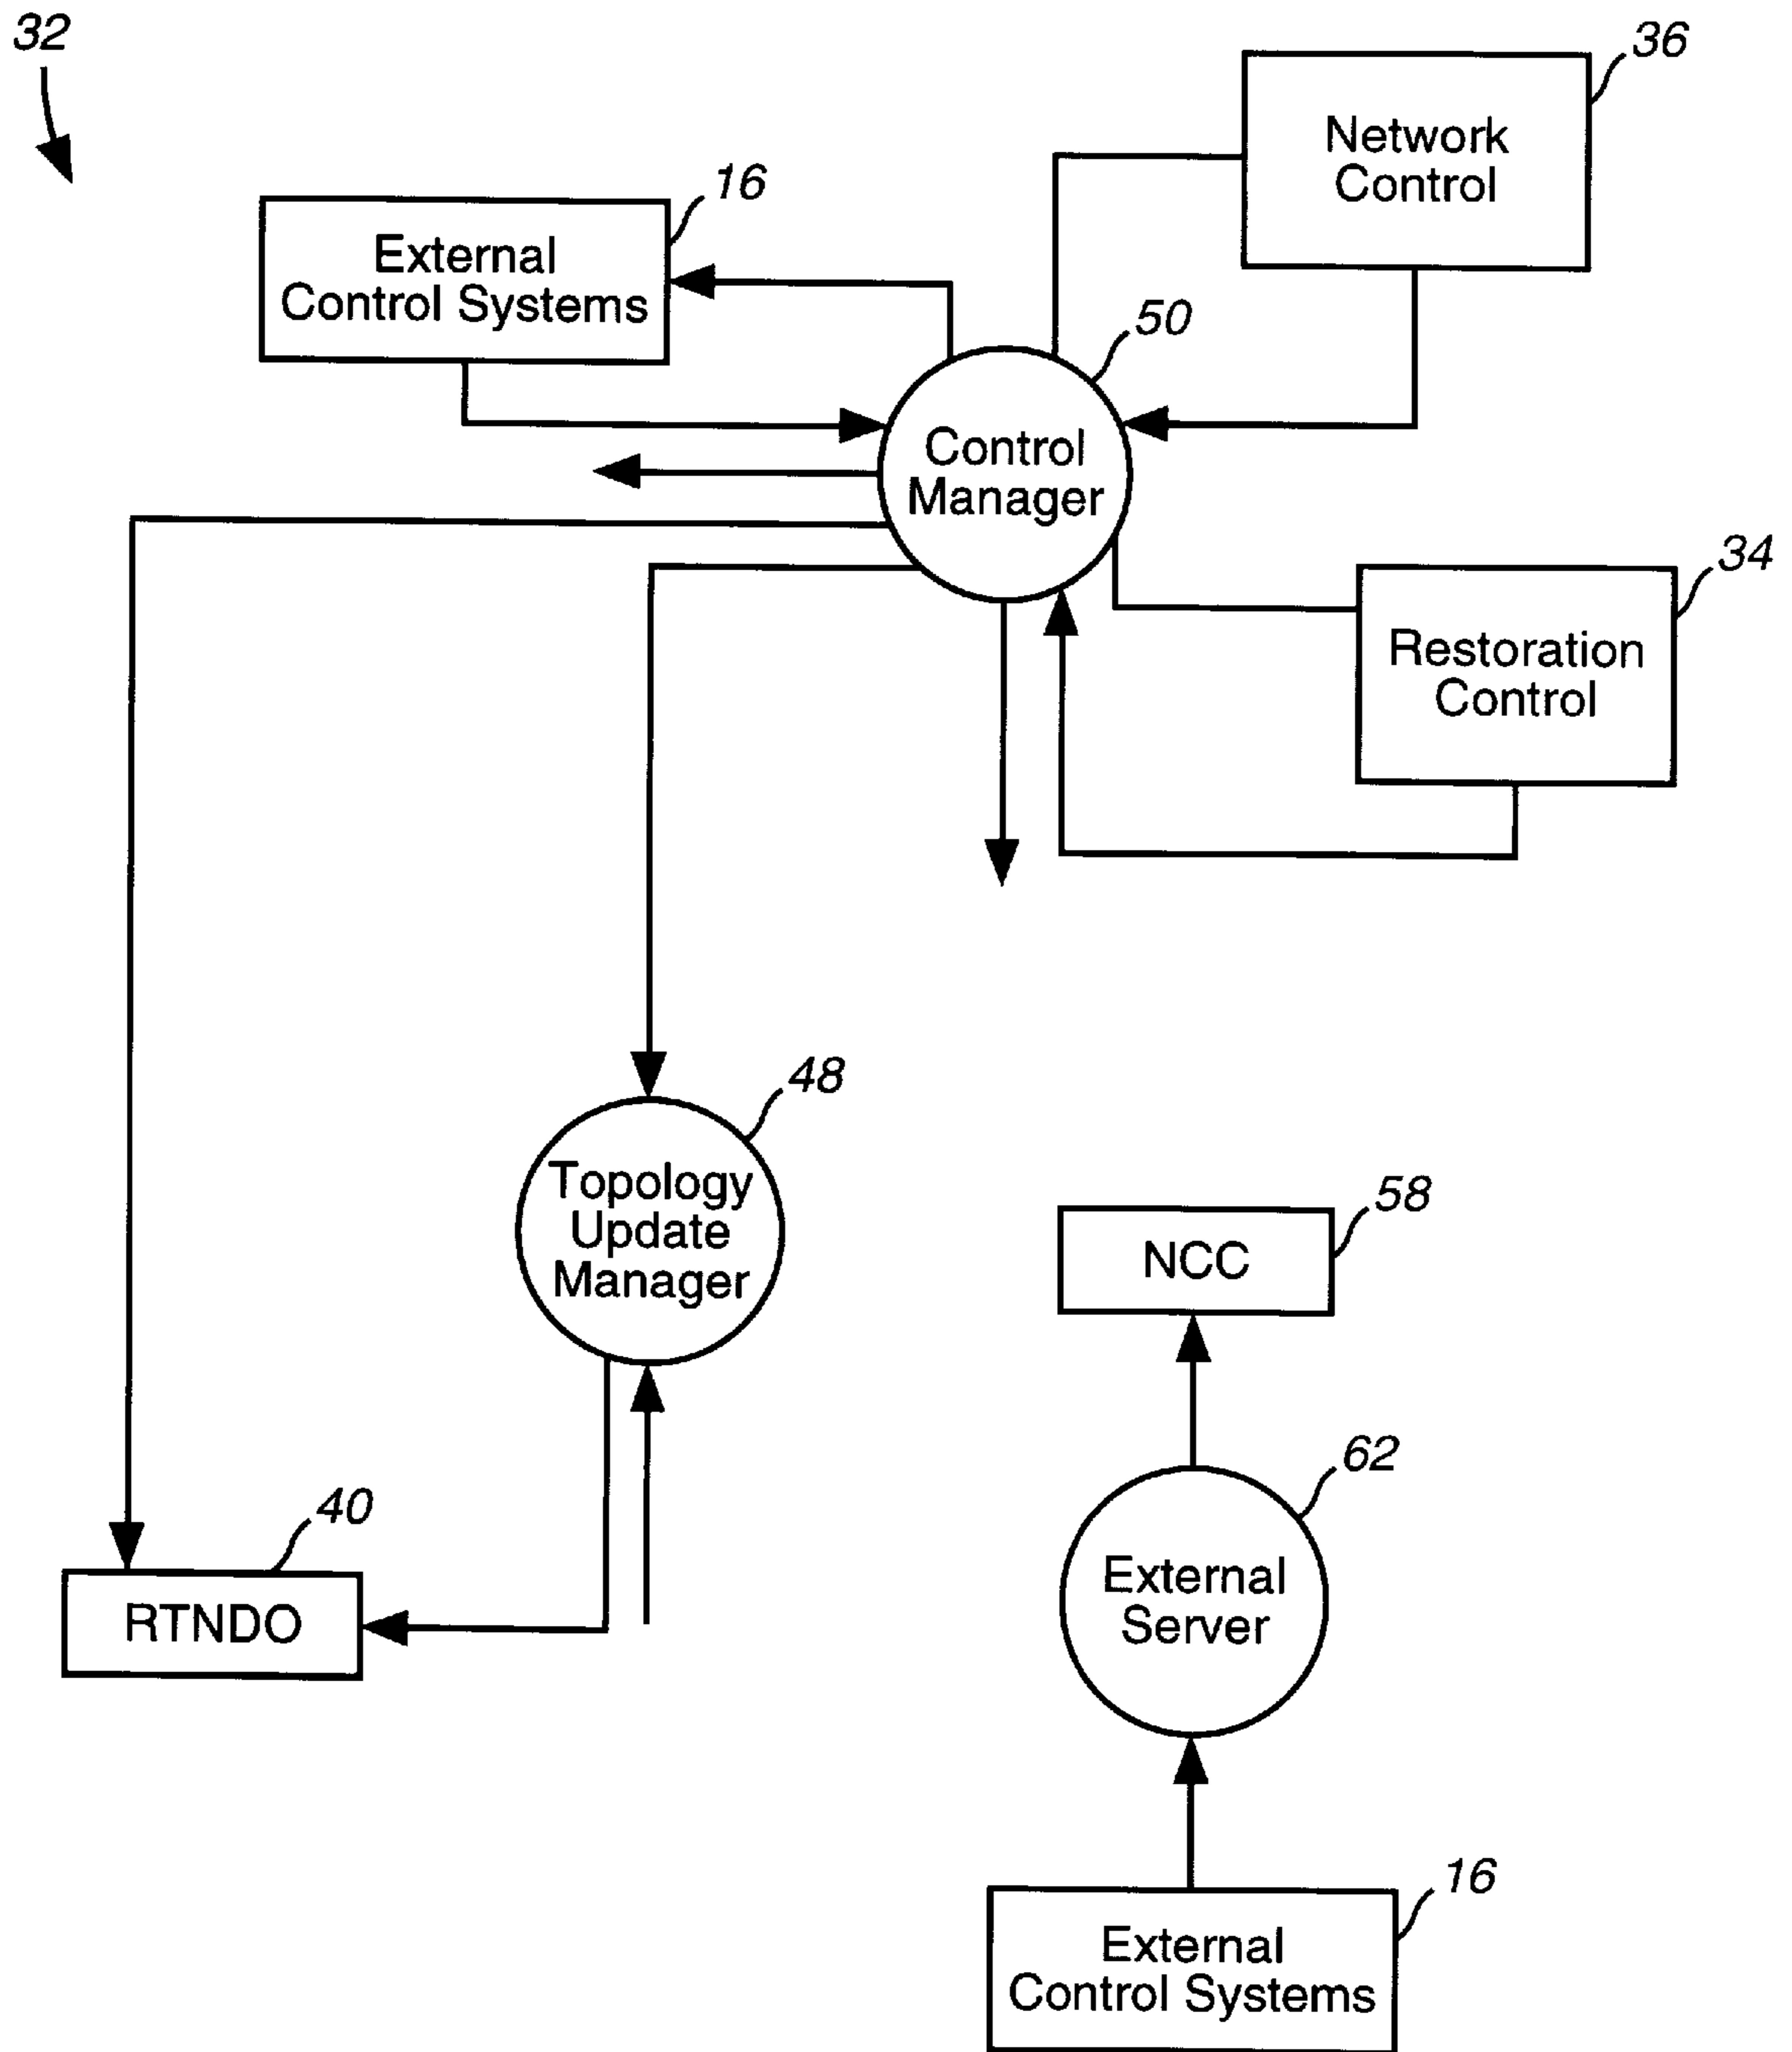 32
36
Network
Control
16
External
Control Systems
50
Control
Manager
34
Restoration
Control
48
Topology
Update
Manager
58
NCC
62
External
Server
40
RTNDO
16
External
Control Systems